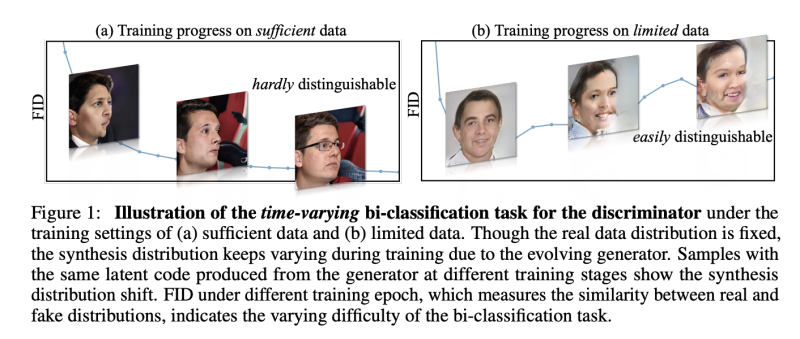 (a) Training progress on sufficient data
(b) Training progress on limited data
FID
hardly distinguishable
FID
easily distinguishable
Figure 1: Illustration of the time-varying bi-classification task for the discriminator under the
training settings of (a) sufficient data and (b) limited data. Though the real data distribution is fixed,
the synthesis distribution keeps varying during training due to the evolving generator. Samples with
the same latent code produced from the generator at different training stages show the synthesis
distribution shift. FID under different training epoch, which measures the similarity between real and
fake distributions, indicates the varying difficulty of the bi-classification task.